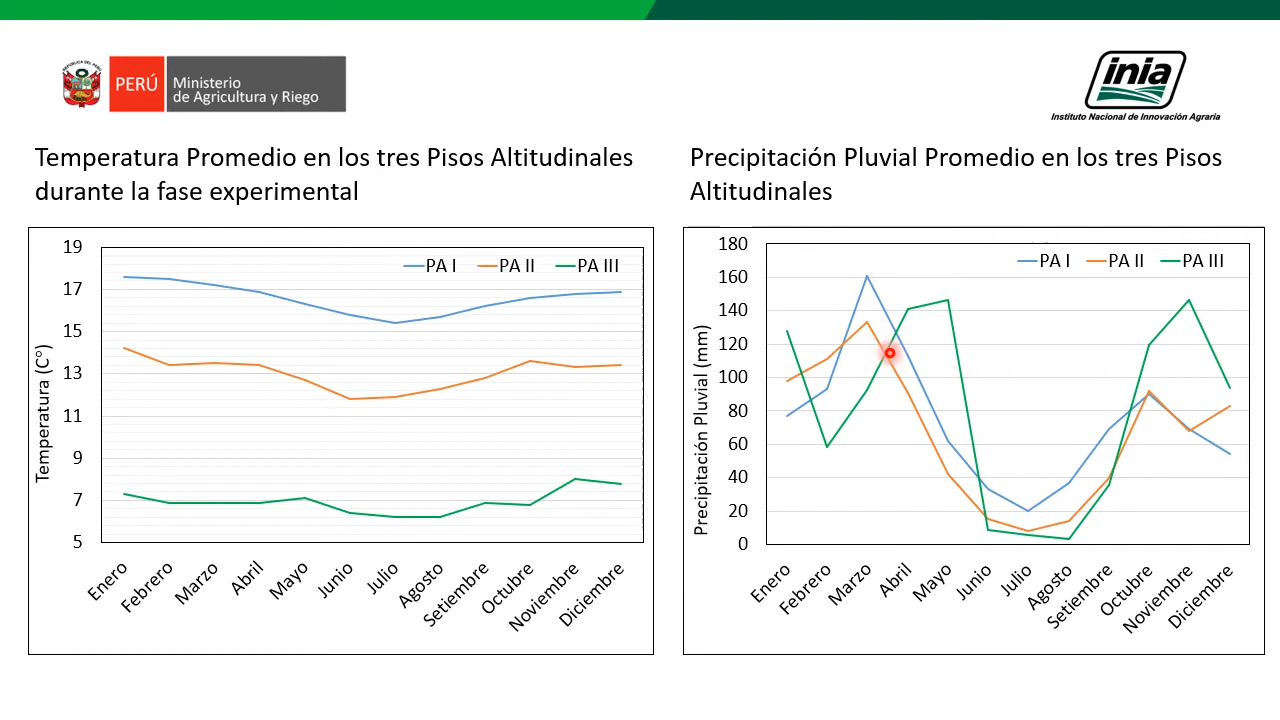 REPÚBLICA DEL PERÚ
PERÚ
Ministerio
de Agricultura y Riego
inia
Instituto Nacional de Innovación Agraria
Temperatura Promedio en los tres Pisos Altitudinales
durante la fase experimental
Precipitación Pluvial Promedio en los tres Pisos
Altitudinales
Temperatura (C°)
19
17
15
13
11
9
7
5
PA I PA II PA III
Enero
Febrero
Marzo
Abril
Mayo
Junio
Julio
Agosto
Setiembre
Octubre
Noviembre
Diciembre
Precipitación Pluvial (mm)
180
160
140
120
100
80
60
40
20
0
PA I PA II PA III
Enero
Febrero
Marzo
Abril
Mayo
Junio
Julio
Agosto
Setiembre
Octubre
Noviembre
Diciembre